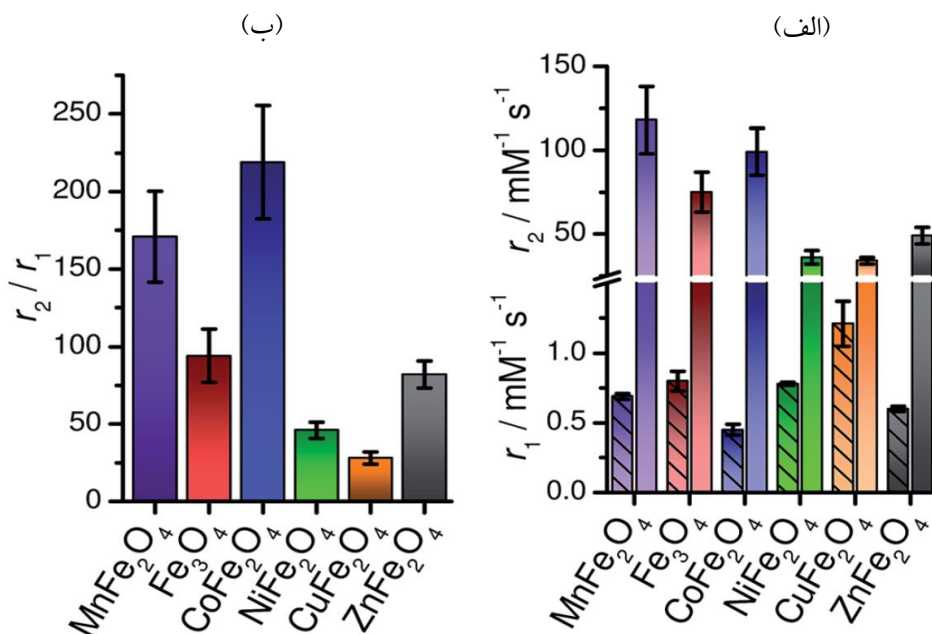 (ب)
r₂ / r₁
250
200
150
100
50
0
MnFe₂O₄
Fe₃O₄
CoFe₂O₄
NiFe₂O₄
CuFe₂O₄
ZnFe₂O₄
(الف)
r₂ / mM⁻¹ s⁻¹
150
100
50
r₁ / mM⁻¹ s⁻¹
1.0
0.5
0.0
MnFe₂O₄
Fe₃O₄
CoFe₂O₄
NiFe₂O₄
CuFe₂O₄
ZnFe₂O₄